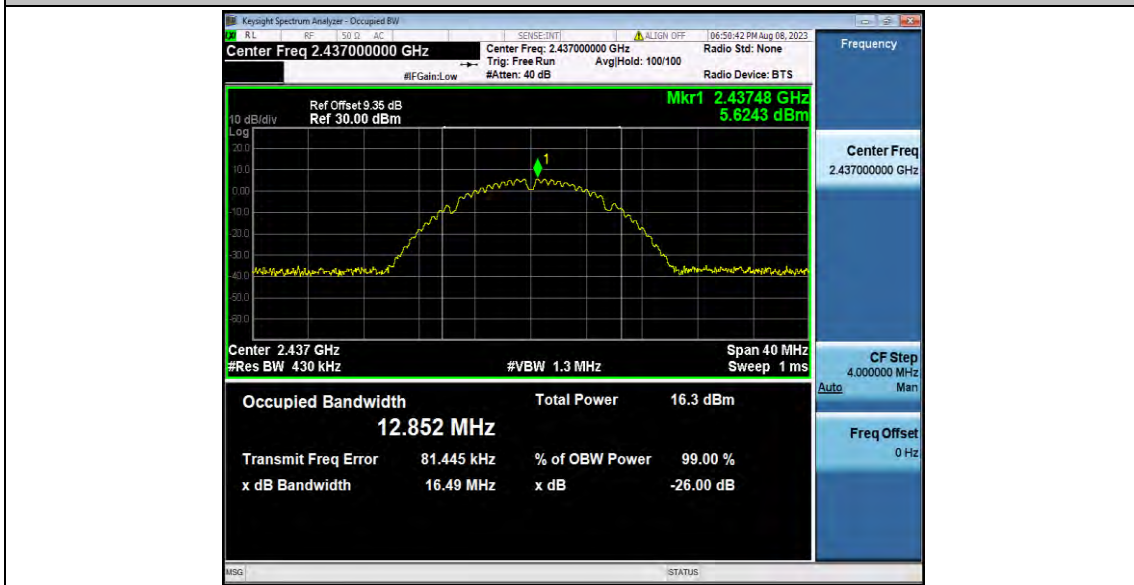 Keysight Spectrum Analyzer - Occupied BW
RL RF 50 Ω AC SENSE:INT ALIGN OFF 06:50:42 PM Aug 08, 2023
Center Freq 2.437000000 GHz Center Freq: 2.437000000 GHz Radio Std: None Frequency
Trig: Free Run Avg|Hold: 100/100
#IFGain:Low #Atten: 40 dB Radio Device: BTS
Ref Offset 9.35 dB Mkr1 2.43748 GHz
10 dB/div Ref 30.00 dBm 5.6243 dBm
Log
20.0
10.0
0.00
-10.0
-20.0
-30.0
-40.0
-50.0
-60.0
1
Center Freq
2.437000000 GHz
Center 2.437 GHz Span 40 MHz
#Res BW 430 kHz #VBW 1.3 MHz Sweep 1 ms
CF Step
4.000000 MHz
Auto Man
Occupied Bandwidth Total Power 16.3 dBm
12.852 MHz
Freq Offset
0 Hz
Transmit Freq Error 81.445 kHz % of OBW Power 99.00 %
x dB Bandwidth 16.49 MHz x dB -26.00 dB
MSG STATUS